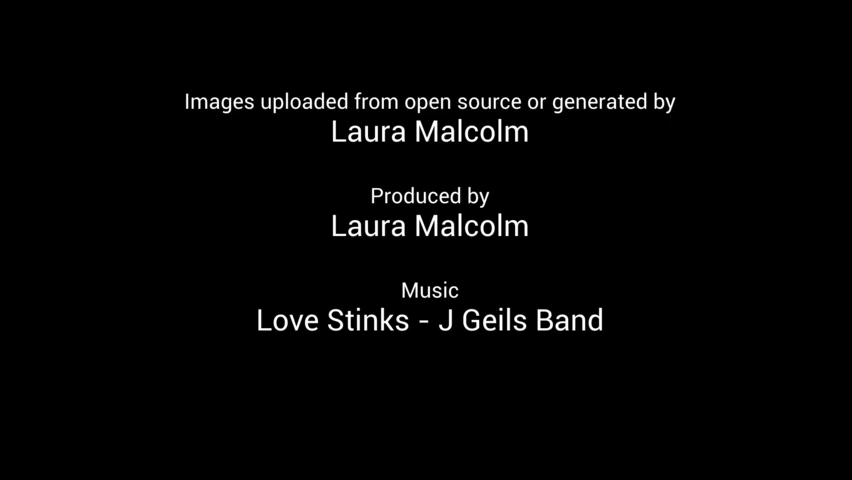 Images uploaded from open source or generated by
Laura Malcolm
Produced by
Laura Malcolm
Music
Love Stinks - J Geils Band